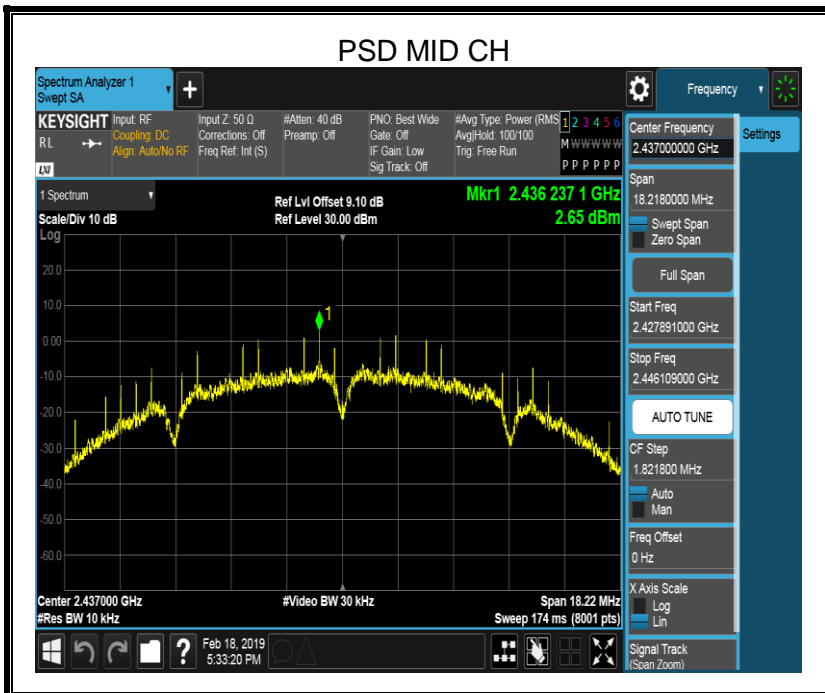 PSD MID CH
Spectrum Analyzer 1
Swept SA
+
Frequency
KEYSIGHT
RL
LXI
Input: RF
Coupling: DC
Align: Auto/No RF
Input Z: 50 Ω
Corrections: Off
Freq Ref: Int (S)
#Atten: 40 dB
Preamp: Off
PNO: Best Wide
Gate: Off
IF Gain: Low
Sig Track: Off
#Avg Type: Power (RMS
Avg|Hold: 100/100
Trig: Free Run
1 2 3 4 5 6
M W W W W W
P P P P P P
Center Frequency
2.437000000 GHz
Settings
Span
18.2180000 MHz
Swept Span
Zero Span
Full Span
Start Freq
2.427891000 GHz
Stop Freq
2.446109000 GHz
AUTO TUNE
CF Step
1.821800 MHz
Auto
Man
Freq Offset
0 Hz
X Axis Scale
Log
Lin
Signal Track
(Span Zoom)
1 Spectrum
Scale/Div 10 dB
Log
Ref Lvl Offset 9.10 dB
Ref Level 30.00 dBm
Mkr1 2.436 237 1 GHz
2.65 dBm
20.0
10.0
1
0.00
-10.0
-20.0
-30.0
-40.0
-50.0
-60.0
Center 2.437000 GHz
#Video BW 30 kHz
Span 18.22 MHz
#Res BW 10 kHz
Sweep 174 ms (8001 pts)
?
Feb 18, 2019
5:33:20 PM